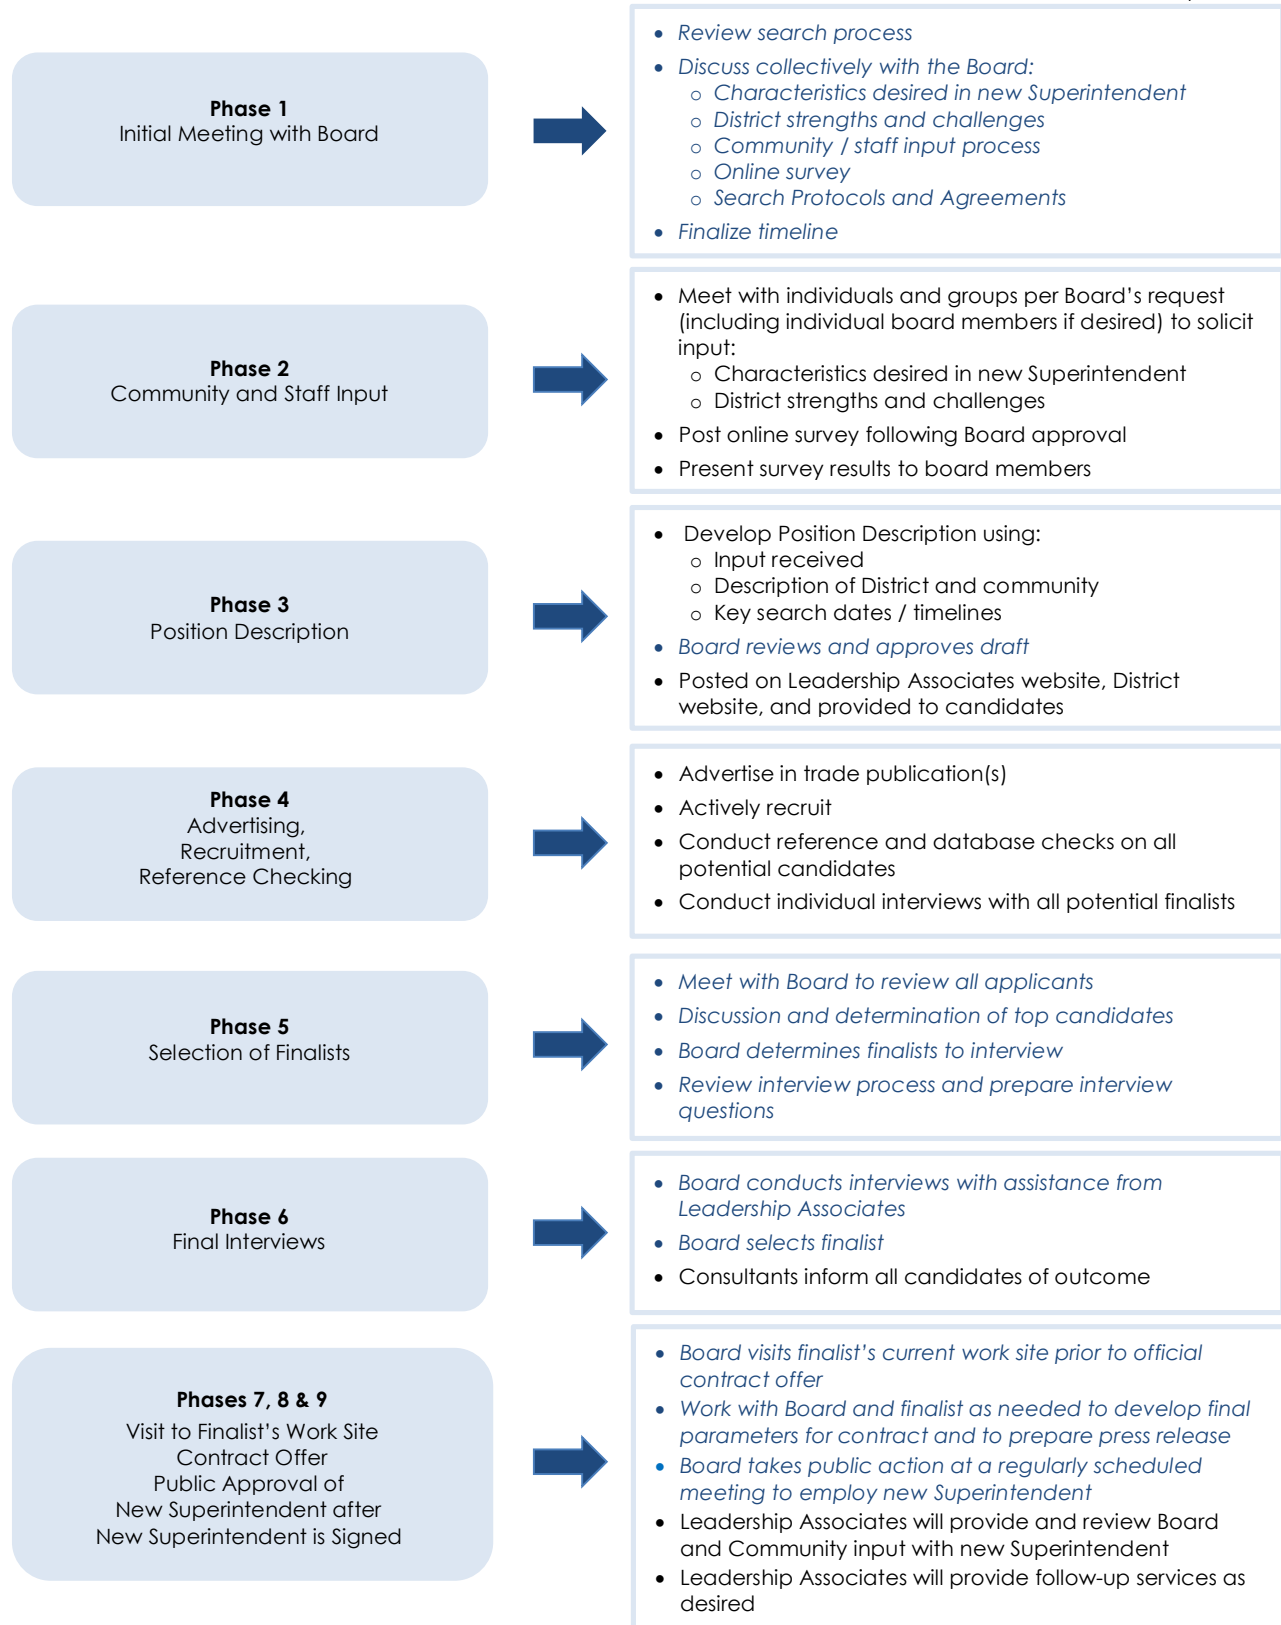 Phase 1
Initial Meeting with Board
• Review search process
• Discuss collectively with the Board:
o Characteristics desired in new Superintendent
o District strengths and challenges
o Community / staff input process
o Online survey
o Search Protocols and Agreements
• Finalize timeline
Phase 2
Community and Staff Input
• Meet with individuals and groups per Board’s request
(including individual board members if desired) to solicit
input:
o Characteristics desired in new Superintendent
o District strengths and challenges
• Post online survey following Board approval
• Present survey results to board members
Phase 3
Position Description
• Develop Position Description using:
o Input received
o Description of District and community
o Key search dates / timelines
• Board reviews and approves draft
• Posted on Leadership Associates website, District
website, and provided to candidates
Phase 4
Advertising,
Recruitment,
Reference Checking
• Advertise in trade publication(s)
• Actively recruit
• Conduct reference and database checks on all
potential candidates
• Conduct individual interviews with all potential finalists
Phase 5
Selection of Finalists
• Meet with Board to review all applicants
• Discussion and determination of top candidates
• Board determines finalists to interview
• Review interview process and prepare interview
questions
Phase 6
Final Interviews
• Board conducts interviews with assistance from
Leadership Associates
• Board selects finalist
• Consultants inform all candidates of outcome
Phases 7, 8 & 9
Visit to Finalist’s Work Site
Contract Offer
Public Approval of
New Superintendent after
New Superintendent is Signed
• Board visits finalist’s current work site prior to official
contract offer
• Work with Board and finalist as needed to develop final
parameters for contract and to prepare press release
• Board takes public action at a regularly scheduled
meeting to employ new Superintendent
• Leadership Associates will provide and review Board
and Community input with new Superintendent
• Leadership Associates will provide follow-up services as
desired